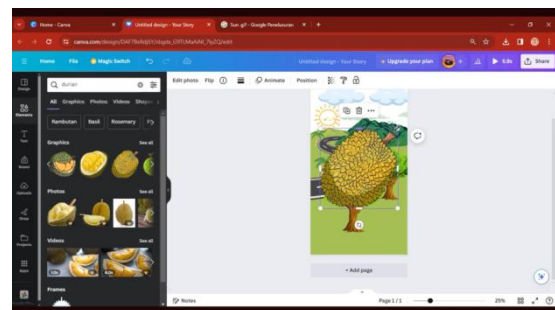 Home - Canva
Untitled design - Your Story
Sun.gif - Google Penelusuran
Home
File
Magic Switch
Untitled design - Your Story
Upgrade your plan
5.0s
Share
Design
Elements
Text
Brand
Uploads
Draw
Projects
Apps
Durian
All
Graphics
Photos
Videos
Shapes
Rambutan
Basil
Rosemary
Graphics
See all
Photos
See all
Videos
See all
Frames
Edit photo
Flip
Animate
Position
+ Add page
Notes
Page 1 / 1
25%